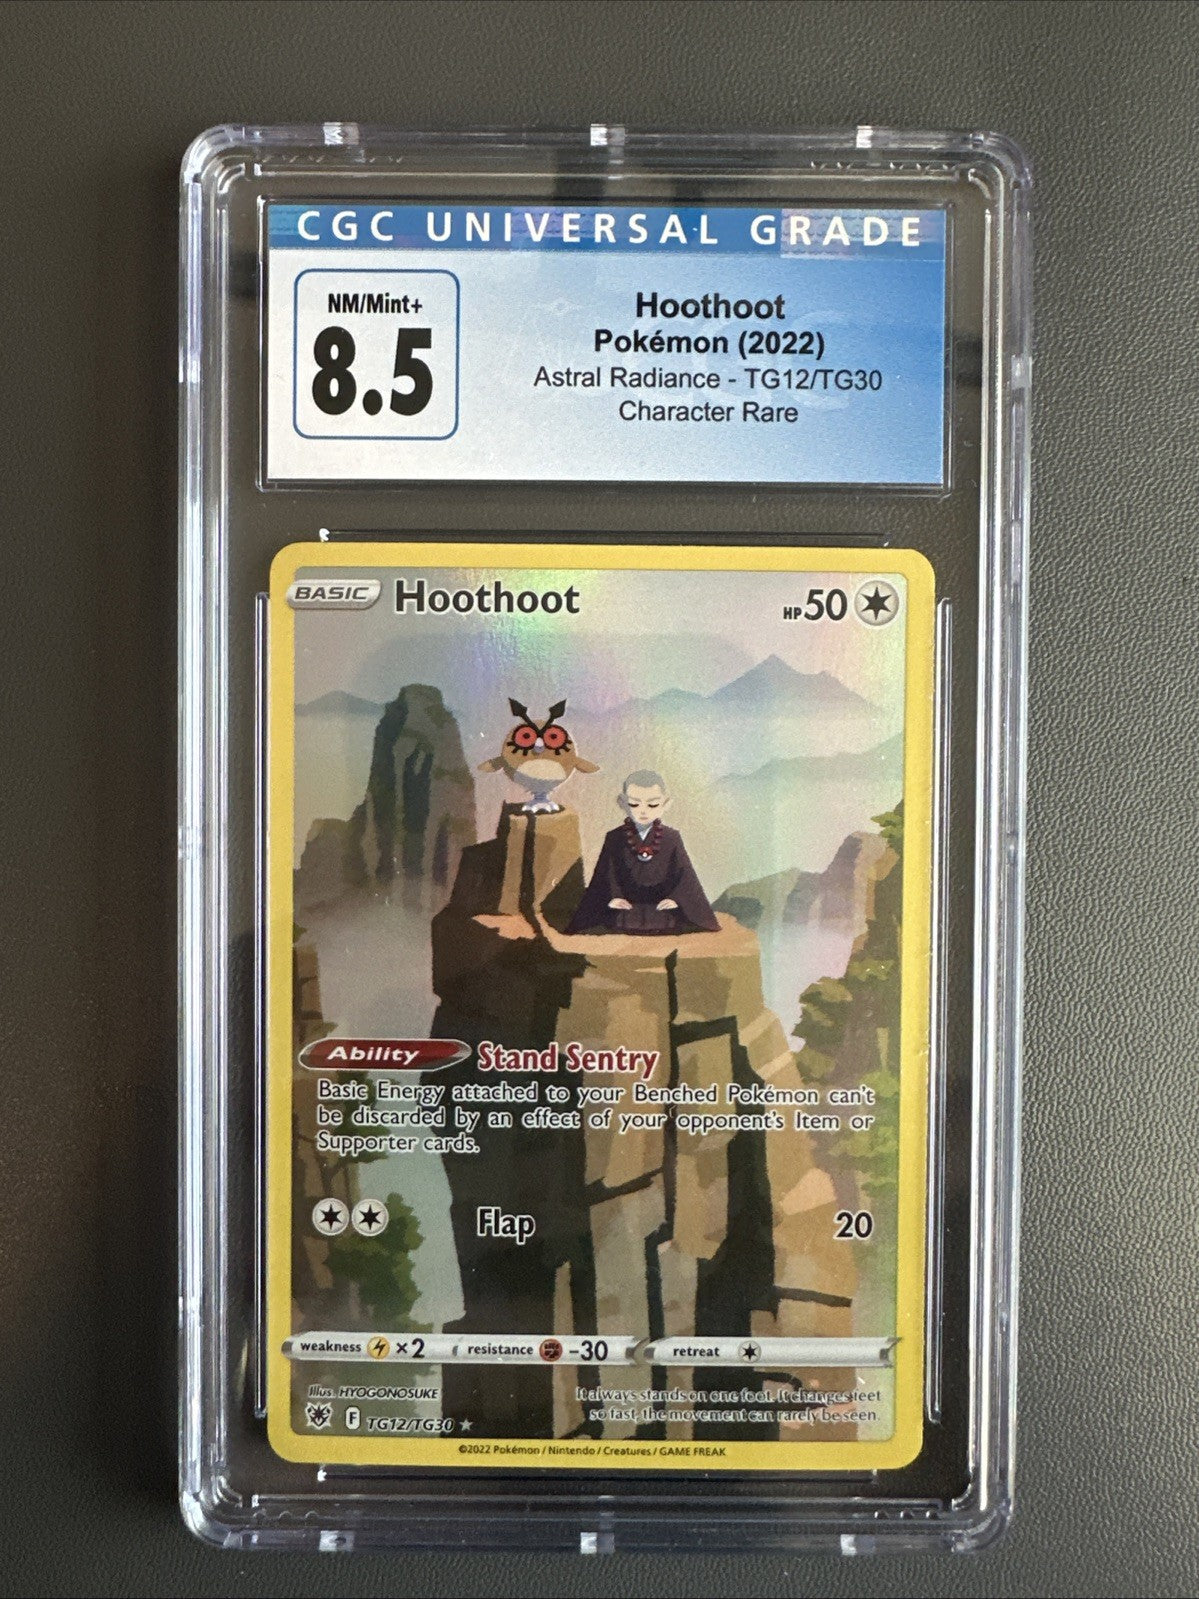 CGC UNIVERSAL GRADE
NM/Mint+
8.5
Hoothoot
Pokémon (2022)
Astral Radiance - TG12/TG30
Character Rare
BASIC Hoothoot HP 50
Ability Stand Sentry
Basic Energy attached to your Benched Pokémon can't
be discarded by an effect of your opponent's Item or
Supporter cards.
Flap 20
weakness ×2 resistance -30 retreat
Illus. HYOGONOSUKE
F TG12/TG30
It always stands on one foot. It changes feet
so fast, the movement can rarely be seen.
©2022 Pokémon / Nintendo / Creatures / GAME FREAK